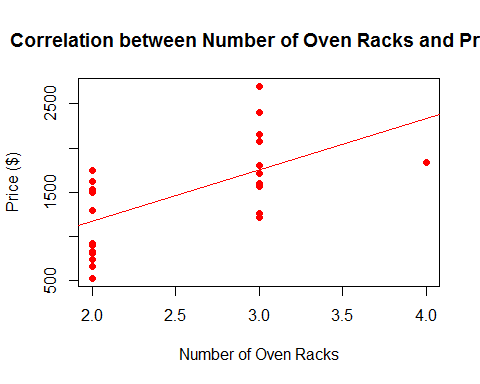 Correlation between Number of Oven Racks and Pr
2500
1500
500
Price ($)
2.0 2.5 3.0 3.5 4.0
Number of Oven Racks